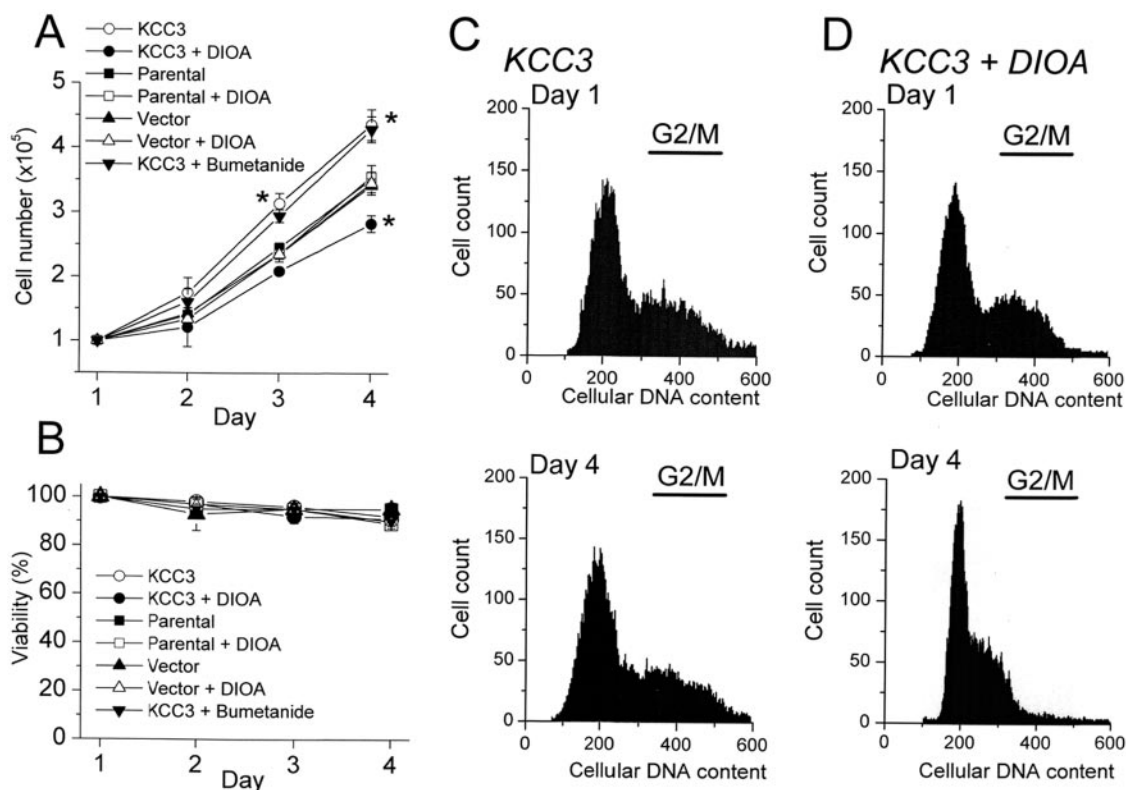 A
KCC3
KCC3 + DIOA
Parental
Parental + DIOA
Vector
Vector + DIOA
KCC3 + Bumetanide
5
4
3
2
1
Cell number (x10⁵)
*
*
*
1 2 3 4
Day
B
100
80
60
40
20
0
Viability (%)
KCC3
KCC3 + DIOA
Parental
Parental + DIOA
Vector
Vector + DIOA
KCC3 + Bumetanide
1 2 3 4
Day
C
KCC3
Day 1
G2/M
200
150
100
50
0
Cell count
0 200 400 600
Cellular DNA content
Day 4
G2/M
200
150
100
50
0
Cell count
0 200 400 600
Cellular DNA content
D
KCC3 + DIOA
Day 1
G2/M
200
150
100
50
0
Cell count
0 200 400 600
Cellular DNA content
Day 4
G2/M
200
150
100
50
0
Cell count
0 200 400 600
Cellular DNA content